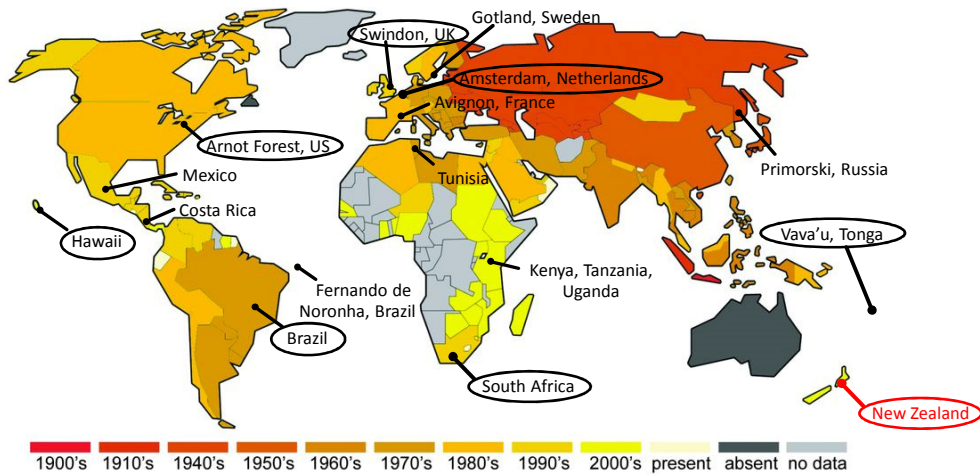 Gotland, Sweden
Swindon, UK
Amsterdam, Netherlands
Avignon, France
Arnot Forest, US
Primorski, Russia
Mexico
Tunisia
Costa Rica
Hawaii
Vava'u, Tonga
Kenya, Tanzania,
Uganda
Fernando de
Noronha, Brazil
Brazil
South Africa
New Zealand
1900's 1910's 1940's 1950's 1960's 1970's 1980's 1990's 2000's present absent no data